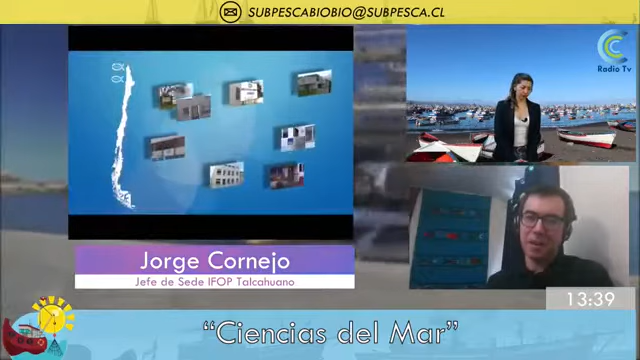 SUBPESCABIOBIO@SUBPESCA.CL
Radio Tv
Jorge Cornejo
Jefe de Sede IFOP Talcahuano
13:39
“Ciencias del Mar”